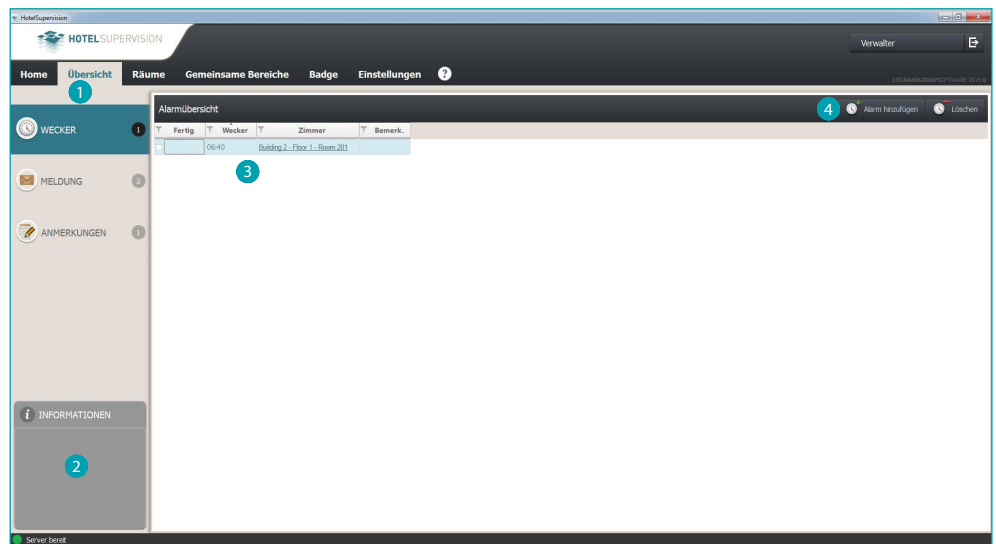 HotelSupervision
HOTELSUPERVISION
Verwalter
Home Übersicht Räume Gemeinsame Bereiche Badge Einstellungen ?
LEGRANDGROUPSOFTWARE 2015 ©
1
Alarmübersicht
4 Alarm hinzufügen Löschen
WECKER 1
Fertig Wecker Zimmer Bemerk.
06:40 Building 2 - Floor 1 - Room 201
3
MELDUNG 2
ANMERKUNGEN 1
i INFORMATIONEN
2
Server bereit